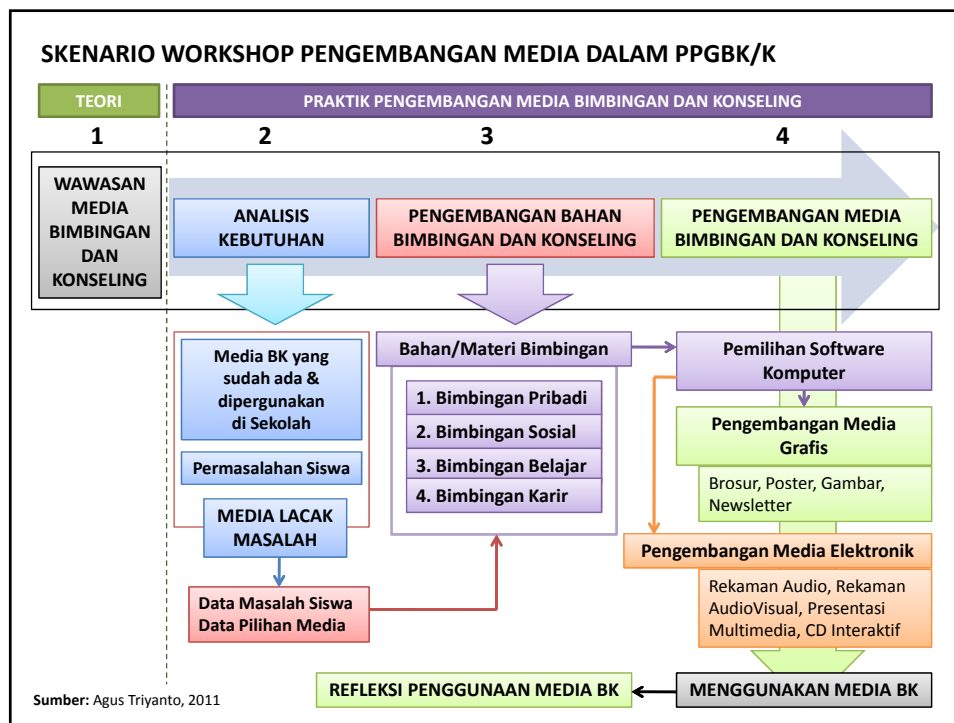 SKENARIO WORKSHOP PENGEMBANGAN MEDIA DALAM PPGBK/K
TEORI
PRAKTIK PENGEMBANGAN MEDIA BIMBINGAN DAN KONSELING
1
2
3
4
WAWASAN
MEDIA
BIMBINGAN
DAN
KONSELING
ANALISIS
KEBUTUHAN
PENGEMBANGAN BAHAN
BIMBINGAN DAN KONSELING
PENGEMBANGAN MEDIA
BIMBINGAN DAN KONSELING
Media BK yang
sudah ada &
dipergunakan
di Sekolah
Permasalahan Siswa
MEDIA LACAK
MASALAH
Data Masalah Siswa
Data Pilihan Media
Bahan/Materi Bimbingan
1. Bimbingan Pribadi
2. Bimbingan Sosial
3. Bimbingan Belajar
4. Bimbingan Karir
Pemilihan Software
Komputer
Pengembangan Media
Grafis
Brosur, Poster, Gambar,
Newsletter
Pengembangan Media Elektronik
Rekaman Audio, Rekaman
AudioVisual, Presentasi
Multimedia, CD Interaktif
MENGGUNAKAN MEDIA BK
REFLEKSI PENGGUNAAN MEDIA BK
Sumber: Agus Triyanto, 2011